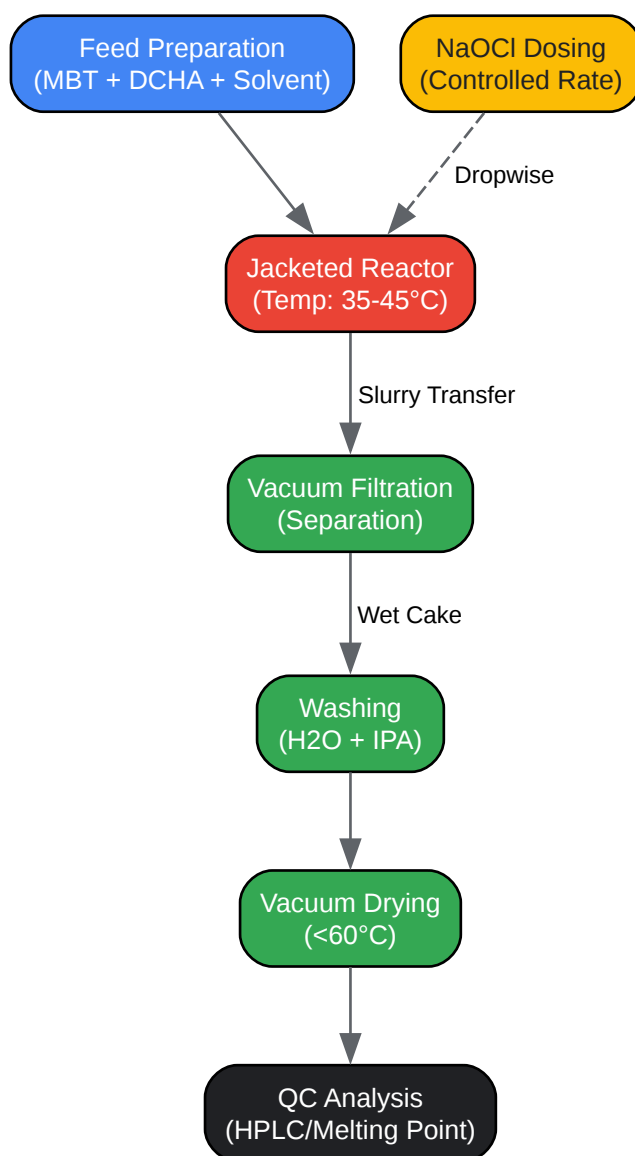 Feed Preparation
(MBT + DCHA + Solvent)
NaOCl Dosing
(Controlled Rate)
Dropwise
Jacketed Reactor
(Temp: 35-45°C)
Slurry Transfer
Vacuum Filtration
(Separation)
Wet Cake
Washing
(H2O + IPA)
Vacuum Drying
(<60°C)
QC Analysis
(HPLC/Melting Point)